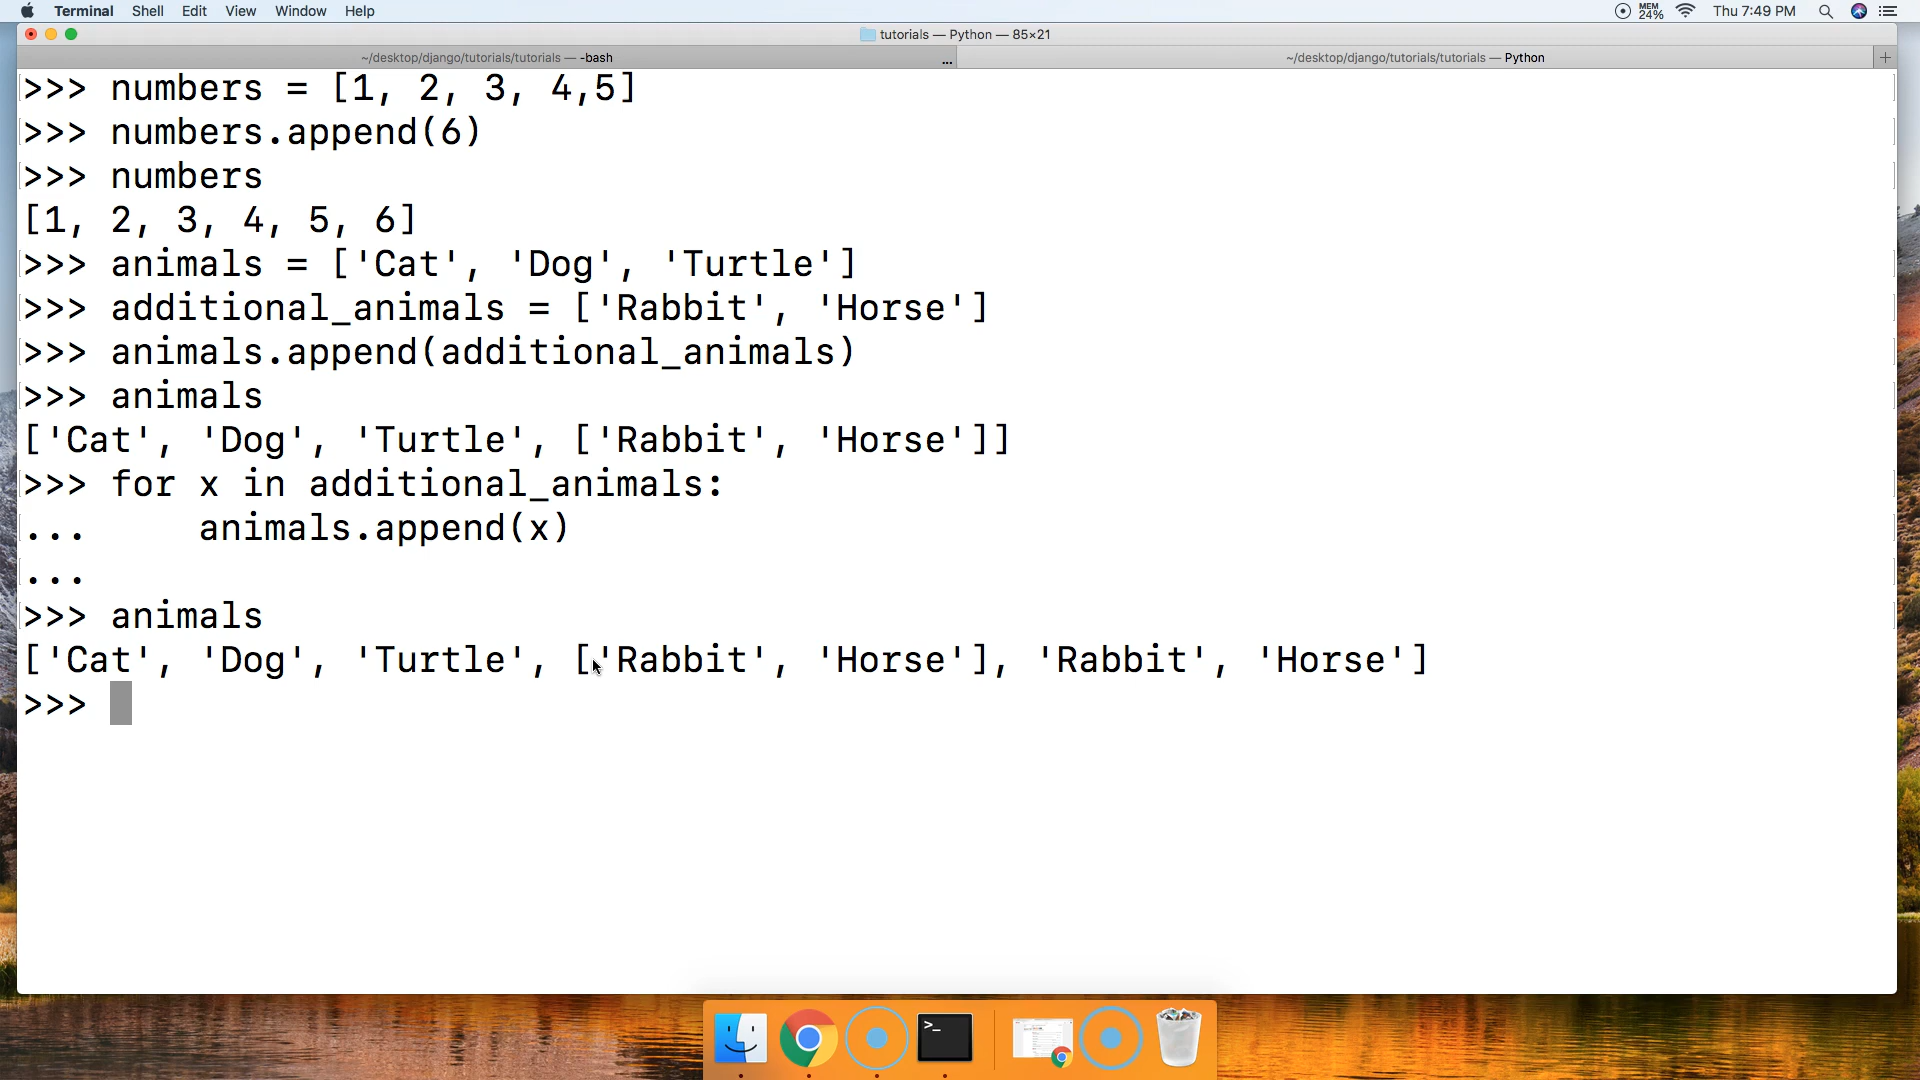 Terminal Shell Edit View Window Help MEM 24% Thu 7:49 PM
tutorials — Python — 85×21
~/desktop/django/tutorials/tutorials — -bash ... ~/desktop/django/tutorials/tutorials — Python +
>>> numbers = [1, 2, 3, 4,5]
>>> numbers.append(6)
>>> numbers
[1, 2, 3, 4, 5, 6]
>>> animals = ['Cat', 'Dog', 'Turtle']
>>> additional_animals = ['Rabbit', 'Horse']
>>> animals.append(additional_animals)
>>> animals
['Cat', 'Dog', 'Turtle', ['Rabbit', 'Horse']]
>>> for x in additional_animals:
...     animals.append(x)
...
>>> animals
['Cat', 'Dog', 'Turtle', ['Rabbit', 'Horse'], 'Rabbit', 'Horse']
>>>
>_